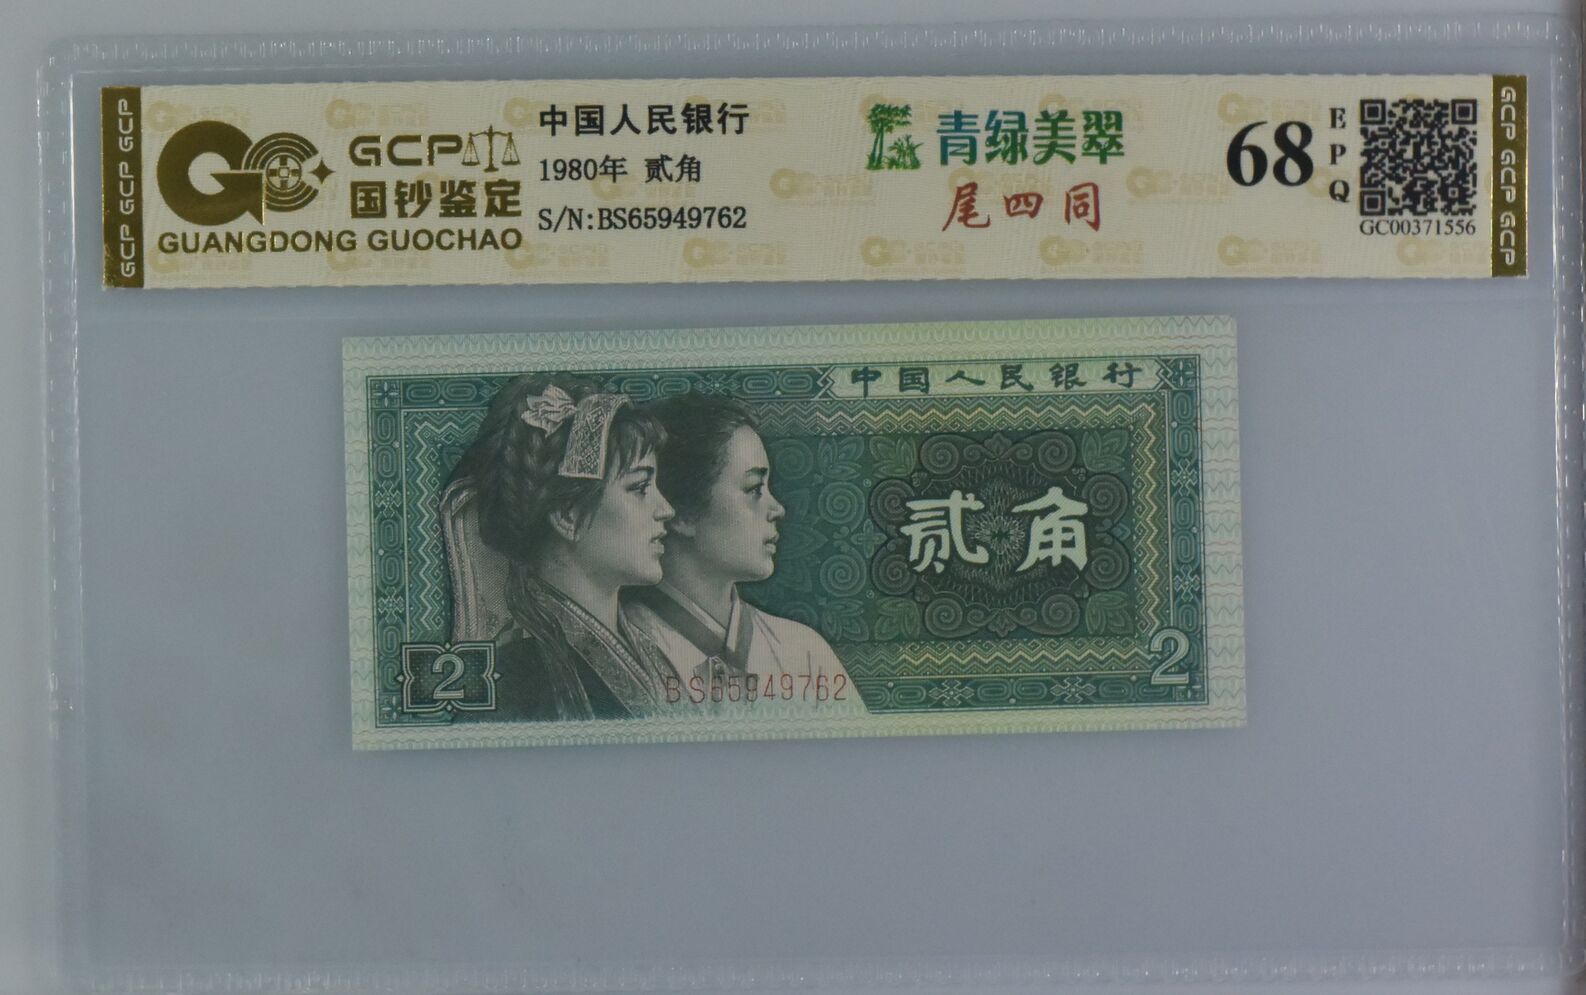 GCP GCP GCP
GCP
国钞鉴定
GUANGDONG GUOCHAO
中国人民银行
1980年 贰角
S/N:BS65949762
青绿美翠
尾四同
68
EPQ
GC00371556
GCP GCP GCP
中国人民银行
贰角
2
2
BS65949762